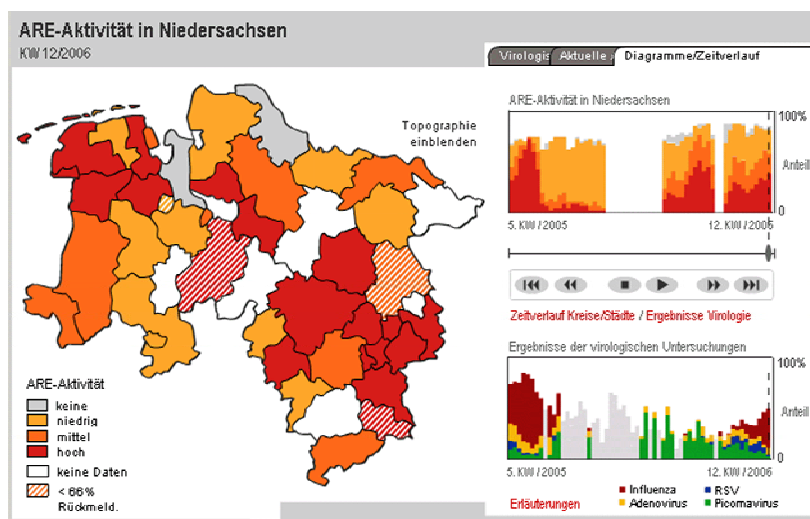 ARE-Aktivität in Niedersachsen
KW 12/2006
Virologis
Aktuelle
Diagramme/Zeitverlauf
Topographie
einblenden
ARE-Aktivität in Niedersachsen
100%
Anteil
0
5. KW / 2005
12. KW / 2006
Zeitverlauf Kreise/Städte / Ergebnisse Virologie
Ergebnisse der virologischen Untersuchungen
100%
Anteil
0
5. KW / 2005
12. KW / 2006
Influenza
RSV
Erläuterungen
Adenovirus
Picornavirus
ARE-Aktivität
keine
niedrig
mittel
hoch
keine Daten
< 66%
Rückmeld.